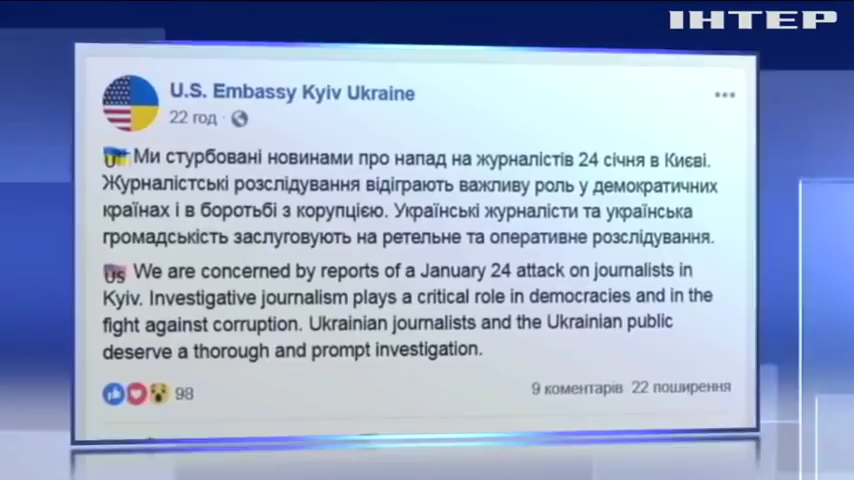 ІНТЕР
U.S. Embassy Kyiv Ukraine
22 год ·
Ми стурбовані новинами про напад на журналістів 24 січня в Києві.
Журналістські розслідування відіграють важливу роль у демократичних
країнах і в боротьбі з корупцією. Українські журналісти та українська
громадськість заслуговують на ретельне та оперативне розслідування.
US We are concerned by reports of a January 24 attack on journalists in
Kyiv. Investigative journalism plays a critical role in democracies and in the
fight against corruption. Ukrainian journalists and the Ukrainian public
deserve a thorough and prompt investigation.
98
9 коментарів 22 поширення